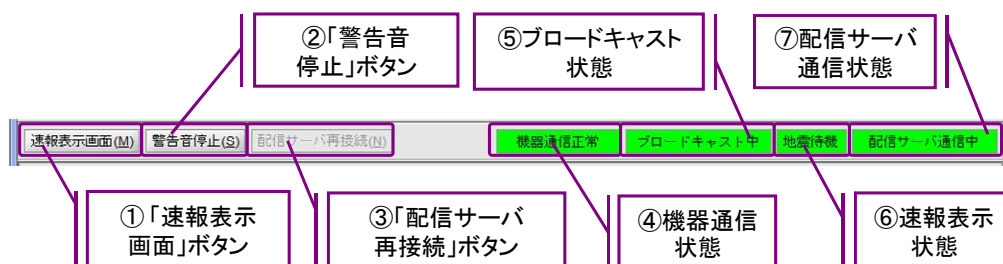 ②「警告音
停止」ボタン
⑤ブロードキャスト
状態
⑦配信サーバ
通信状態
速報表示画面(M) 警告音停止(S) 配信サーバ再接続(N) 機器通信正常 ブロードキャスト中 地震待機 配信サーバ通信中
①「速報表示
画面」ボタン
③「配信サーバ
再接続」ボタン
④機器通信
状態
⑥速報表示
状態